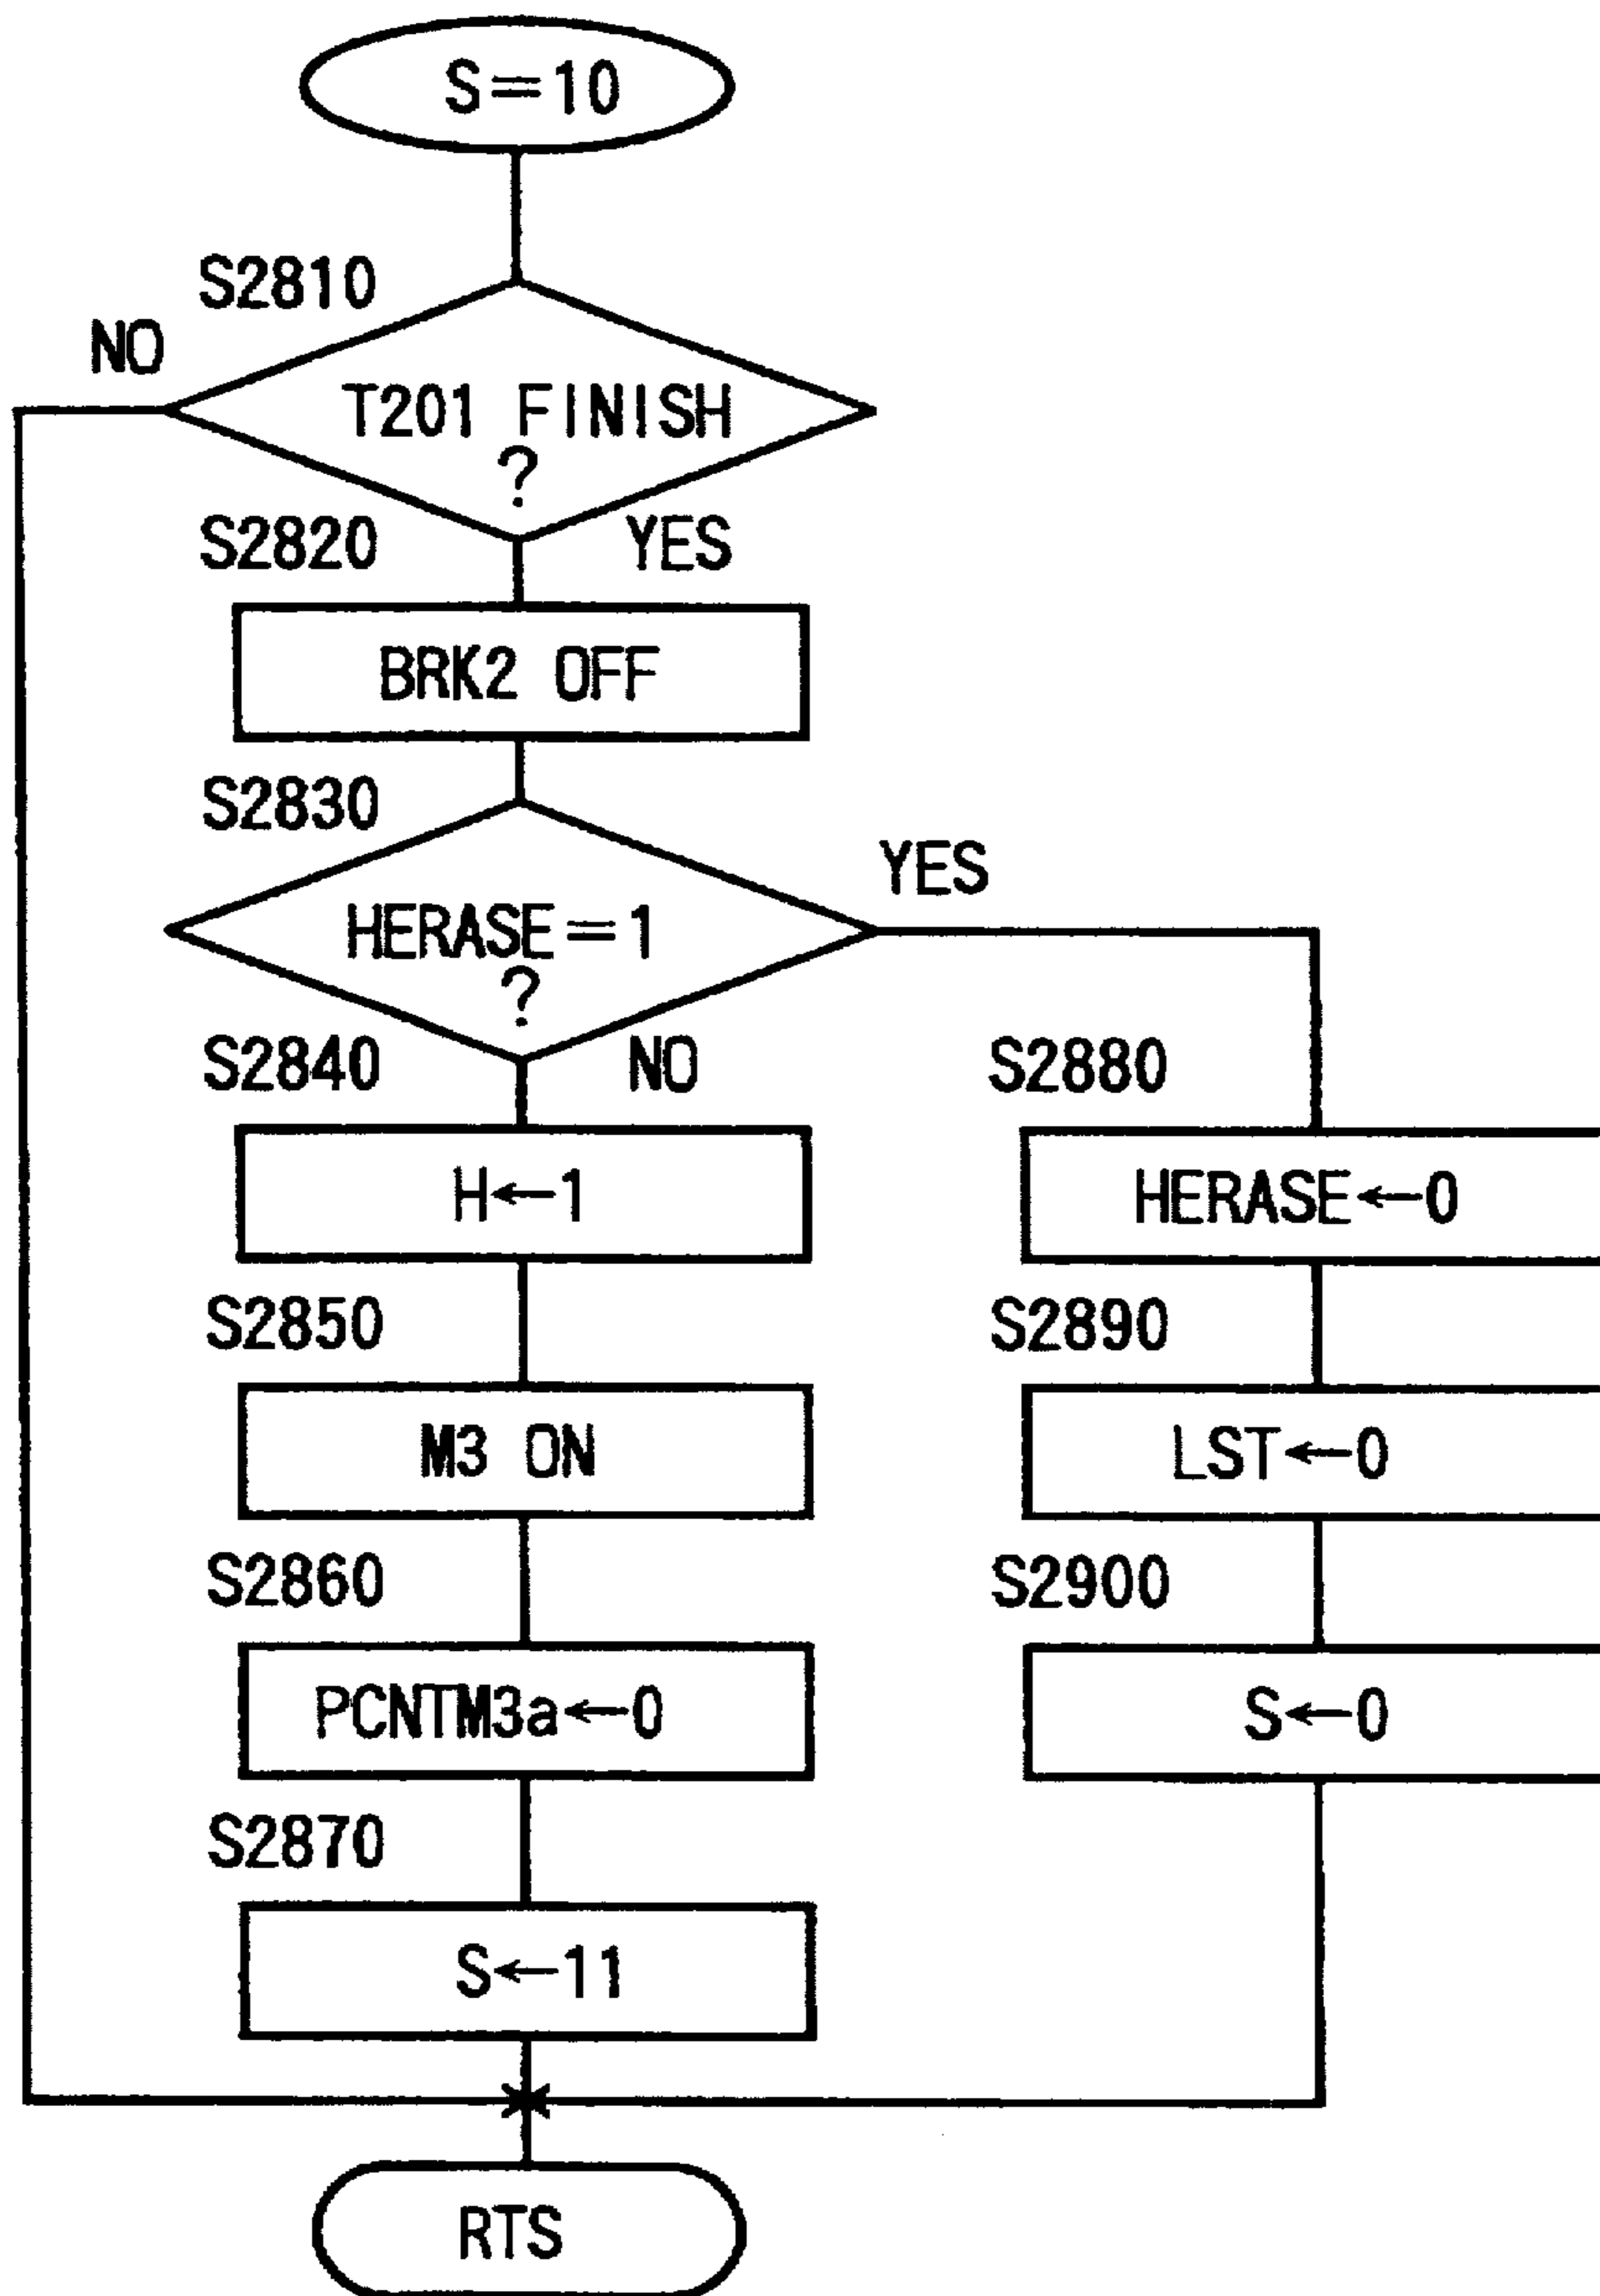 S=10
S2810
NO
T201 FINISH
?
S2820
YES
BRK2 OFF
S2830
YES
HERASE=1
?
S2840
NO
S2880
H←1
HERASE←0
S2850
S2890
M3 ON
LST←0
S2860
S2900
PCNTM3a←0
S←0
S2870
S←11
RTS